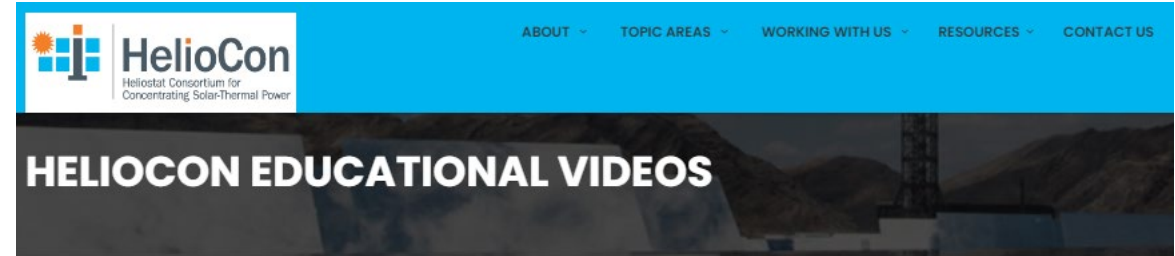 HelioCon
Heliostat Consortium for
Concentrating Solar-Thermal Power
ABOUT TOPIC AREAS WORKING WITH US RESOURCES CONTACT US
HELIOCON EDUCATIONAL VIDEOS